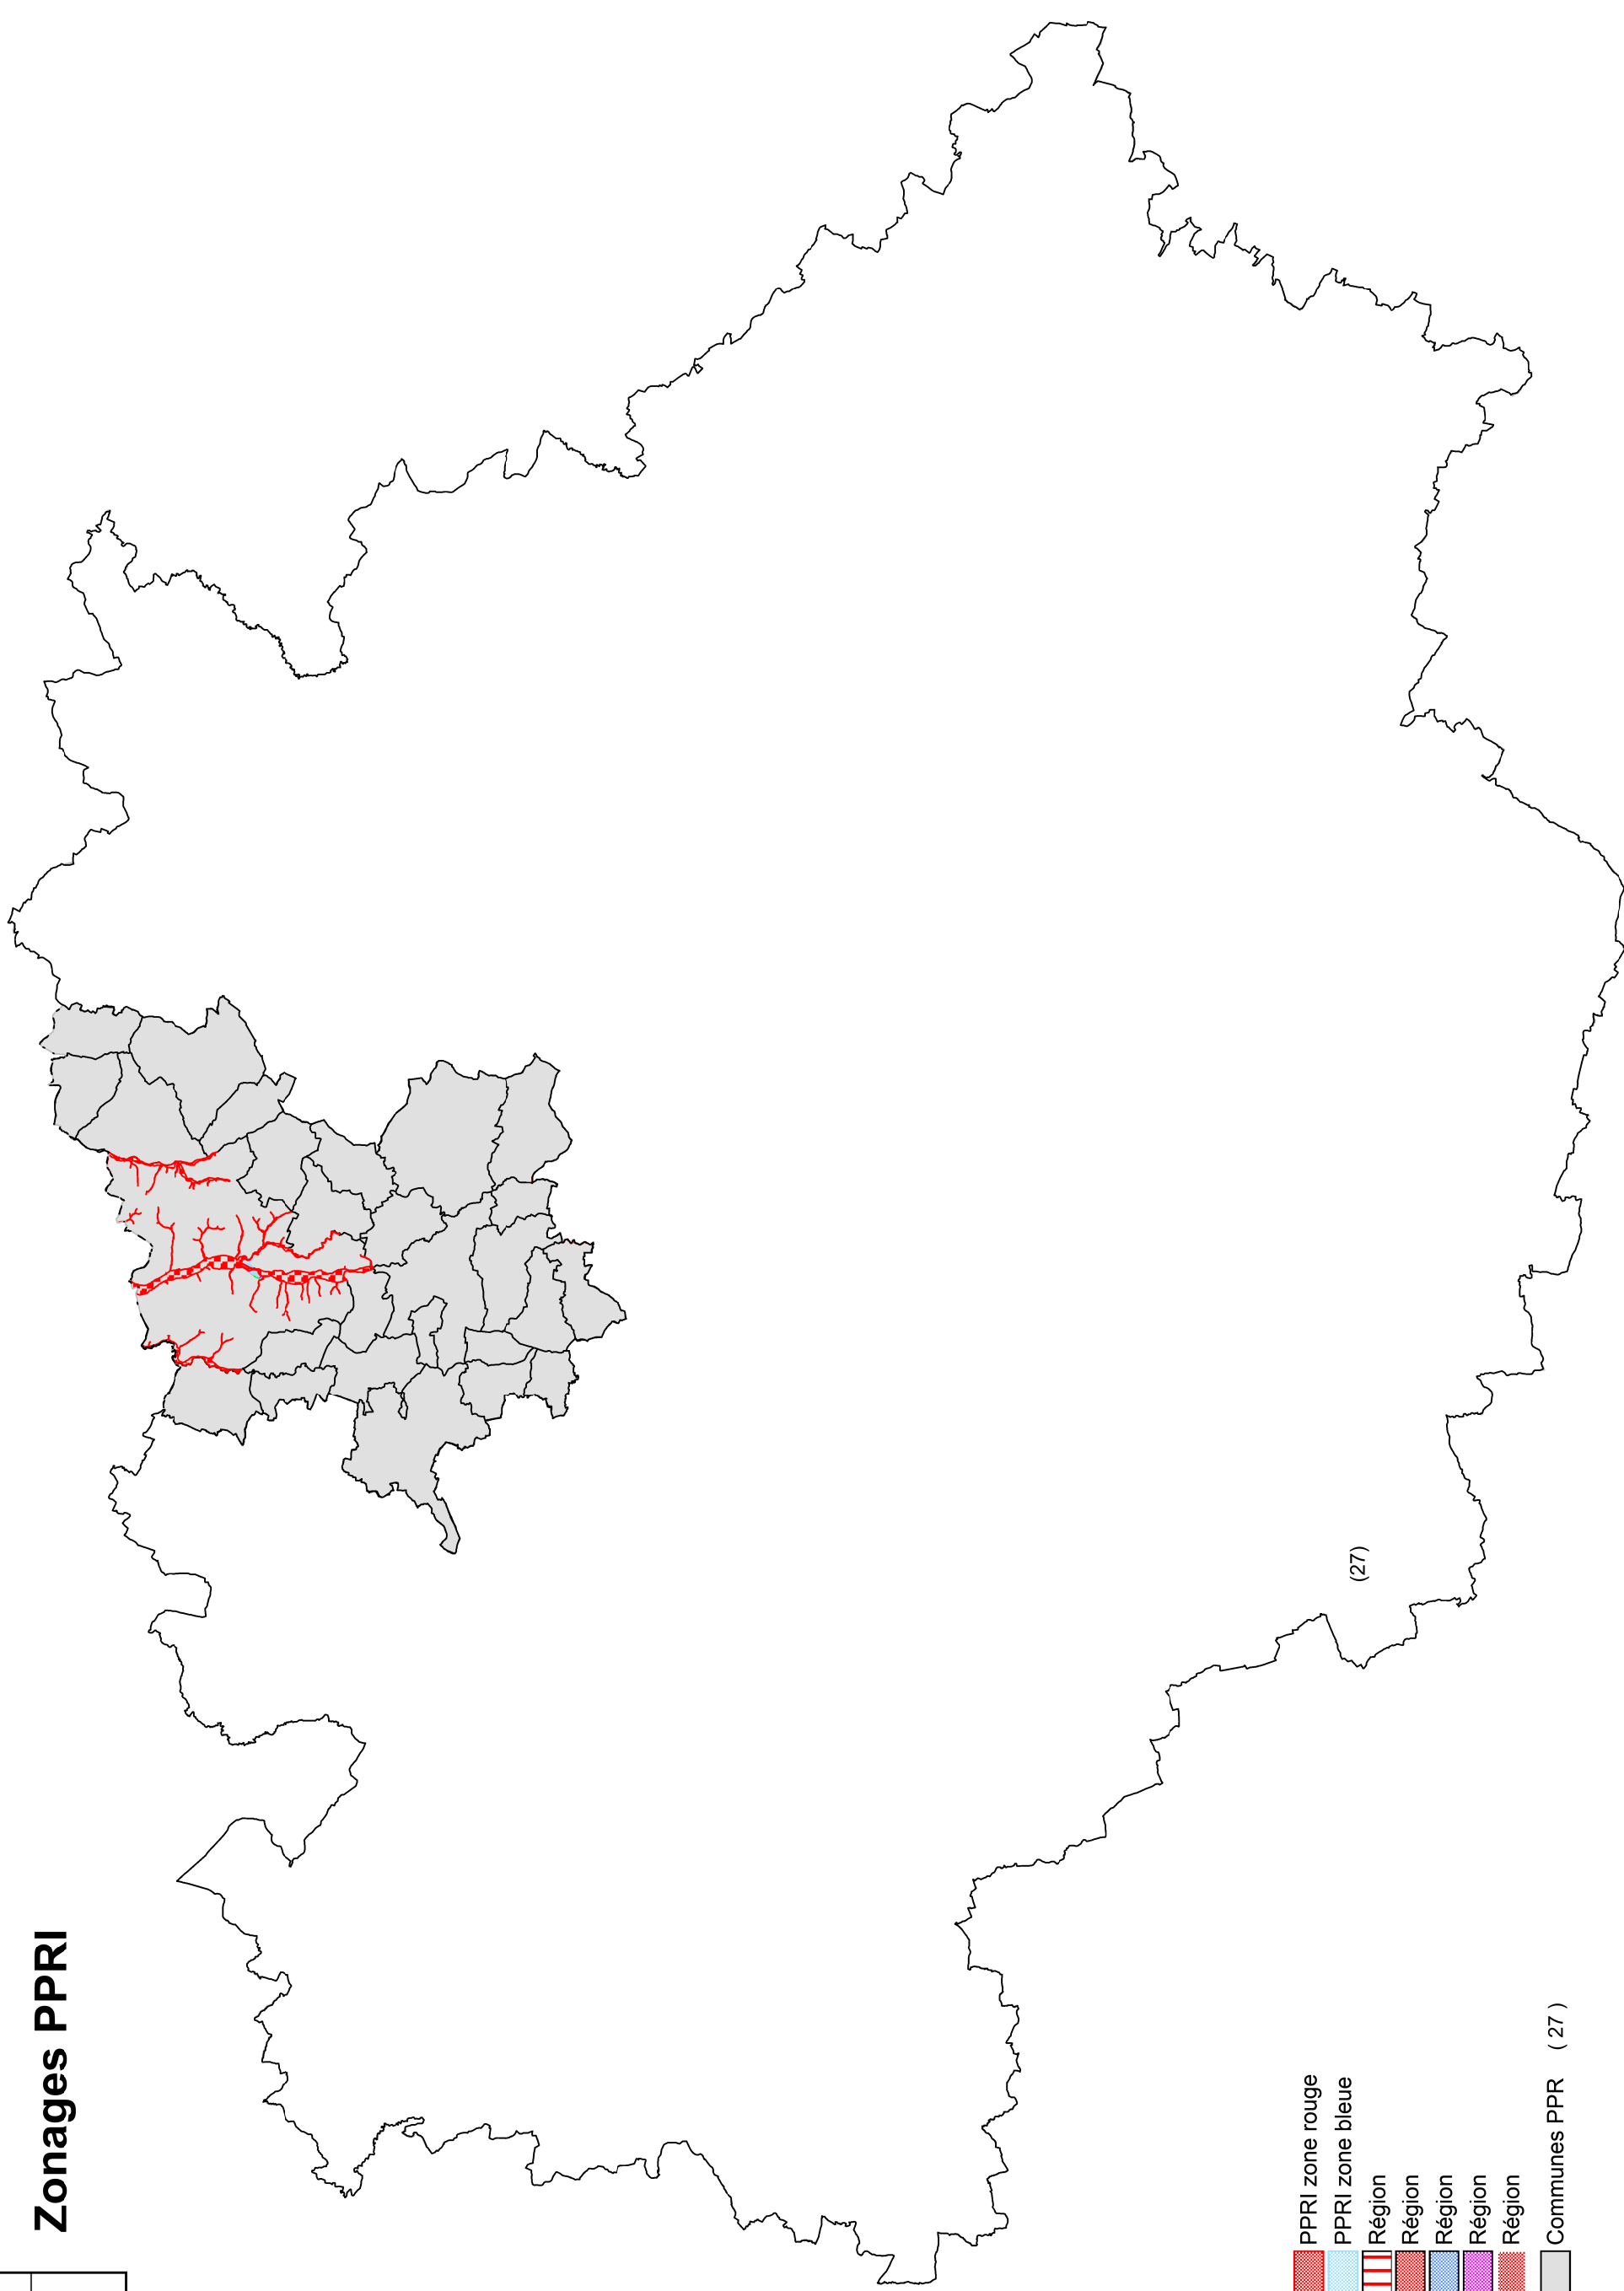 Zonages PPRI
(27)
PPRI zone rouge
PPRI zone bleue
Région
Région
Région
Région
Région
Communes PPR ( 27 )